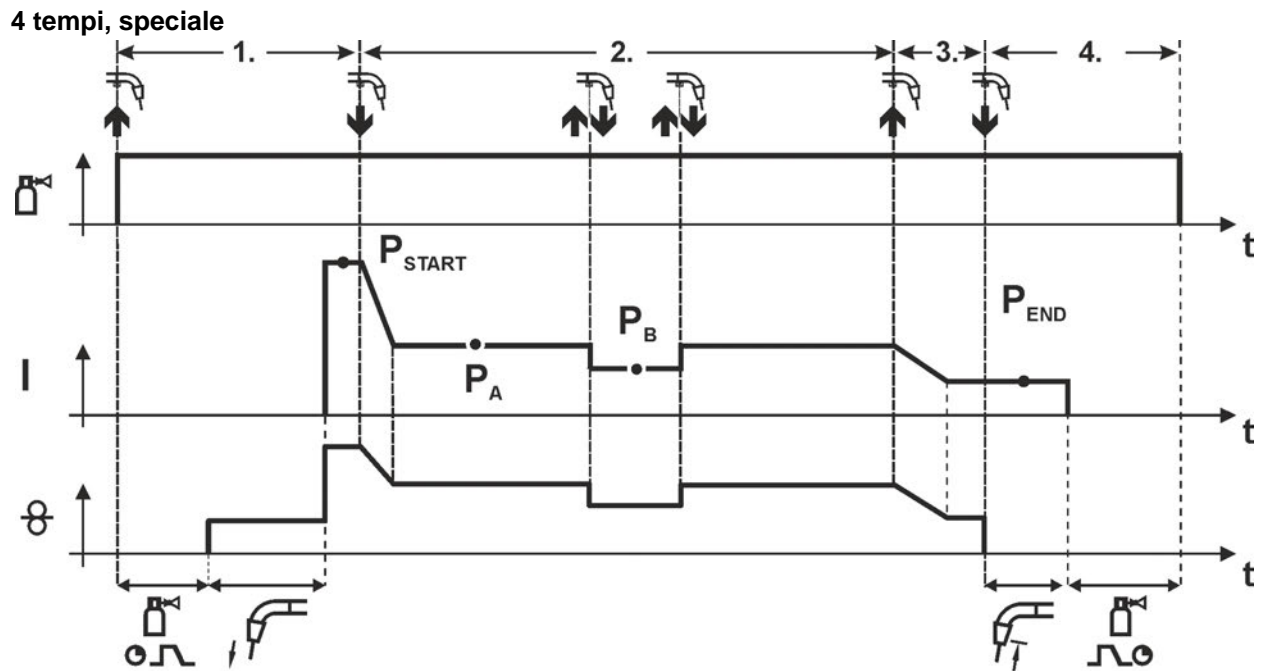 4 tempi, speciale
1. 2. 3. 4.
t
P START
P B
P END
I
P A
t
t